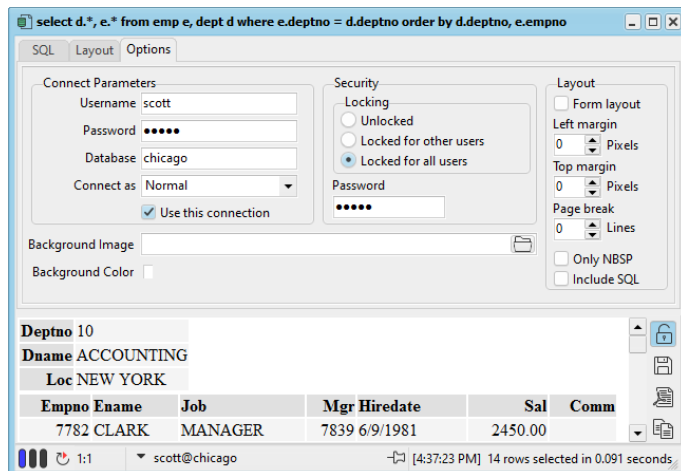 select d.*, e.* from emp e, dept d where e.deptno = d.deptno order by d.deptno, e.empno
SQL Layout Options
Connect Parameters
Username scott
Password •••••
Database chicago
Connect as Normal
Use this connection
Security
Locking
Unlocked
Locked for other users
Locked for all users
Password
•••••
Layout
Form layout
Left margin
0 Pixels
Top margin
0 Pixels
Page break
0 Lines
Only NBSP
Include SQL
Background Image
Background Color
Deptno 10
Dname ACCOUNTING
Loc NEW YORK
Empno Ename Job Mgr Hiredate Sal Comm
7782 CLARK MANAGER 7839 6/9/1981 2450.00
1:1 scott@chicago [4:37:23 PM] 14 rows selected in 0.091 seconds